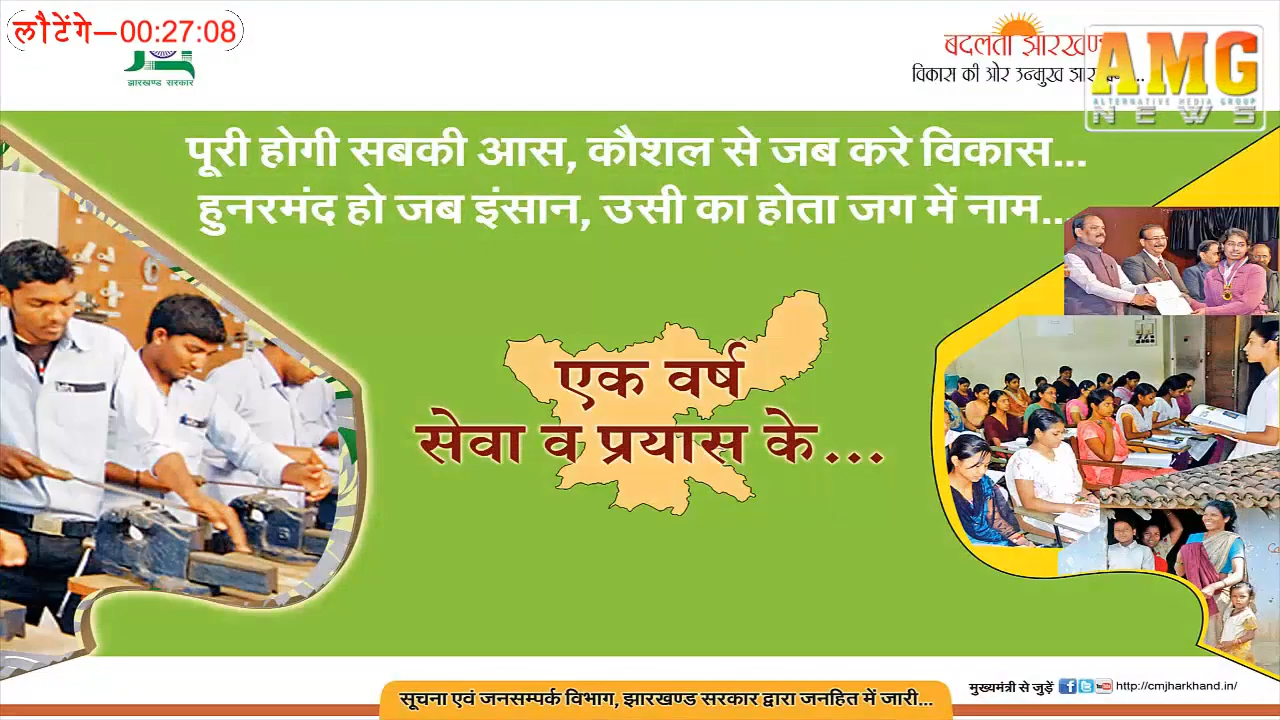 लौटेंगे—00:27:08
झारखण्ड सरकार
बदलता झारखण्ड
विकास की ओर उन्मुख
AMG
ALTERNATIVE MEDIA GROUP
NEWS
पूरी होगी सबकी आस, कौशल से जब करे विकास...
हुनरमंद हो जब इंसान, उसी का होता जग में नाम...
AMG
एक वर्ष
सेवा व प्रयास के...
मुख्यमंत्री से जुड़ें http://cmjharkhand.in/
सूचना एवं जनसम्पर्क विभाग, झारखण्ड सरकार द्वारा जनहित में जारी...